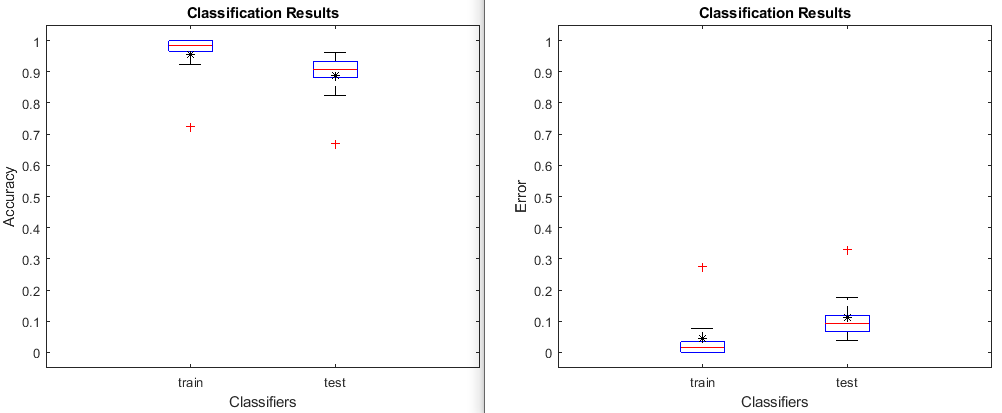 Classification Results
1
0.9
0.8
0.7
0.6
0.5
0.4
0.3
0.2
0.1
0
Accuracy
train test
Classifiers
Classification Results
1
0.9
0.8
0.7
0.6
0.5
0.4
0.3
0.2
0.1
0
Error
train test
Classifiers